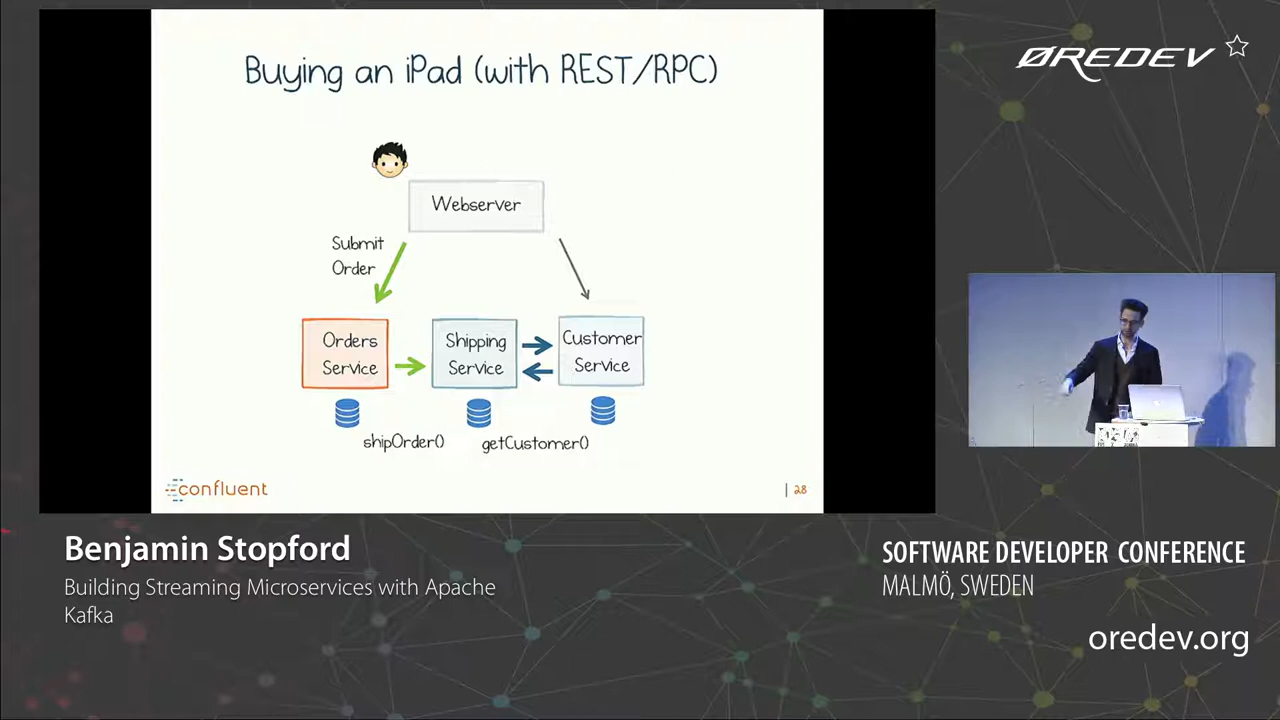 Buying an iPad (with REST/RPC)
Webserver
Submit
Order
Orders
Service
Shipping
Service
Customer
Service
shipOrder()
getCustomer()
confluent
| 28
ØREDEV
Benjamin Stopford
Building Streaming Microservices with Apache
Kafka
SOFTWARE DEVELOPER CONFERENCE
MALMÖ, SWEDEN
oredev.org